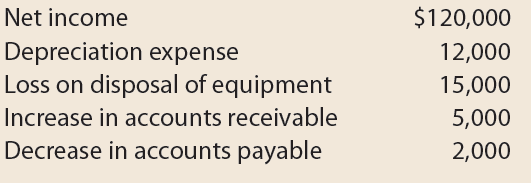 Net income $120,000
Depreciation expense 12,000
Loss on disposal of equipment 15,000
Increase in accounts receivable 5,000
Decrease in accounts payable 2,000